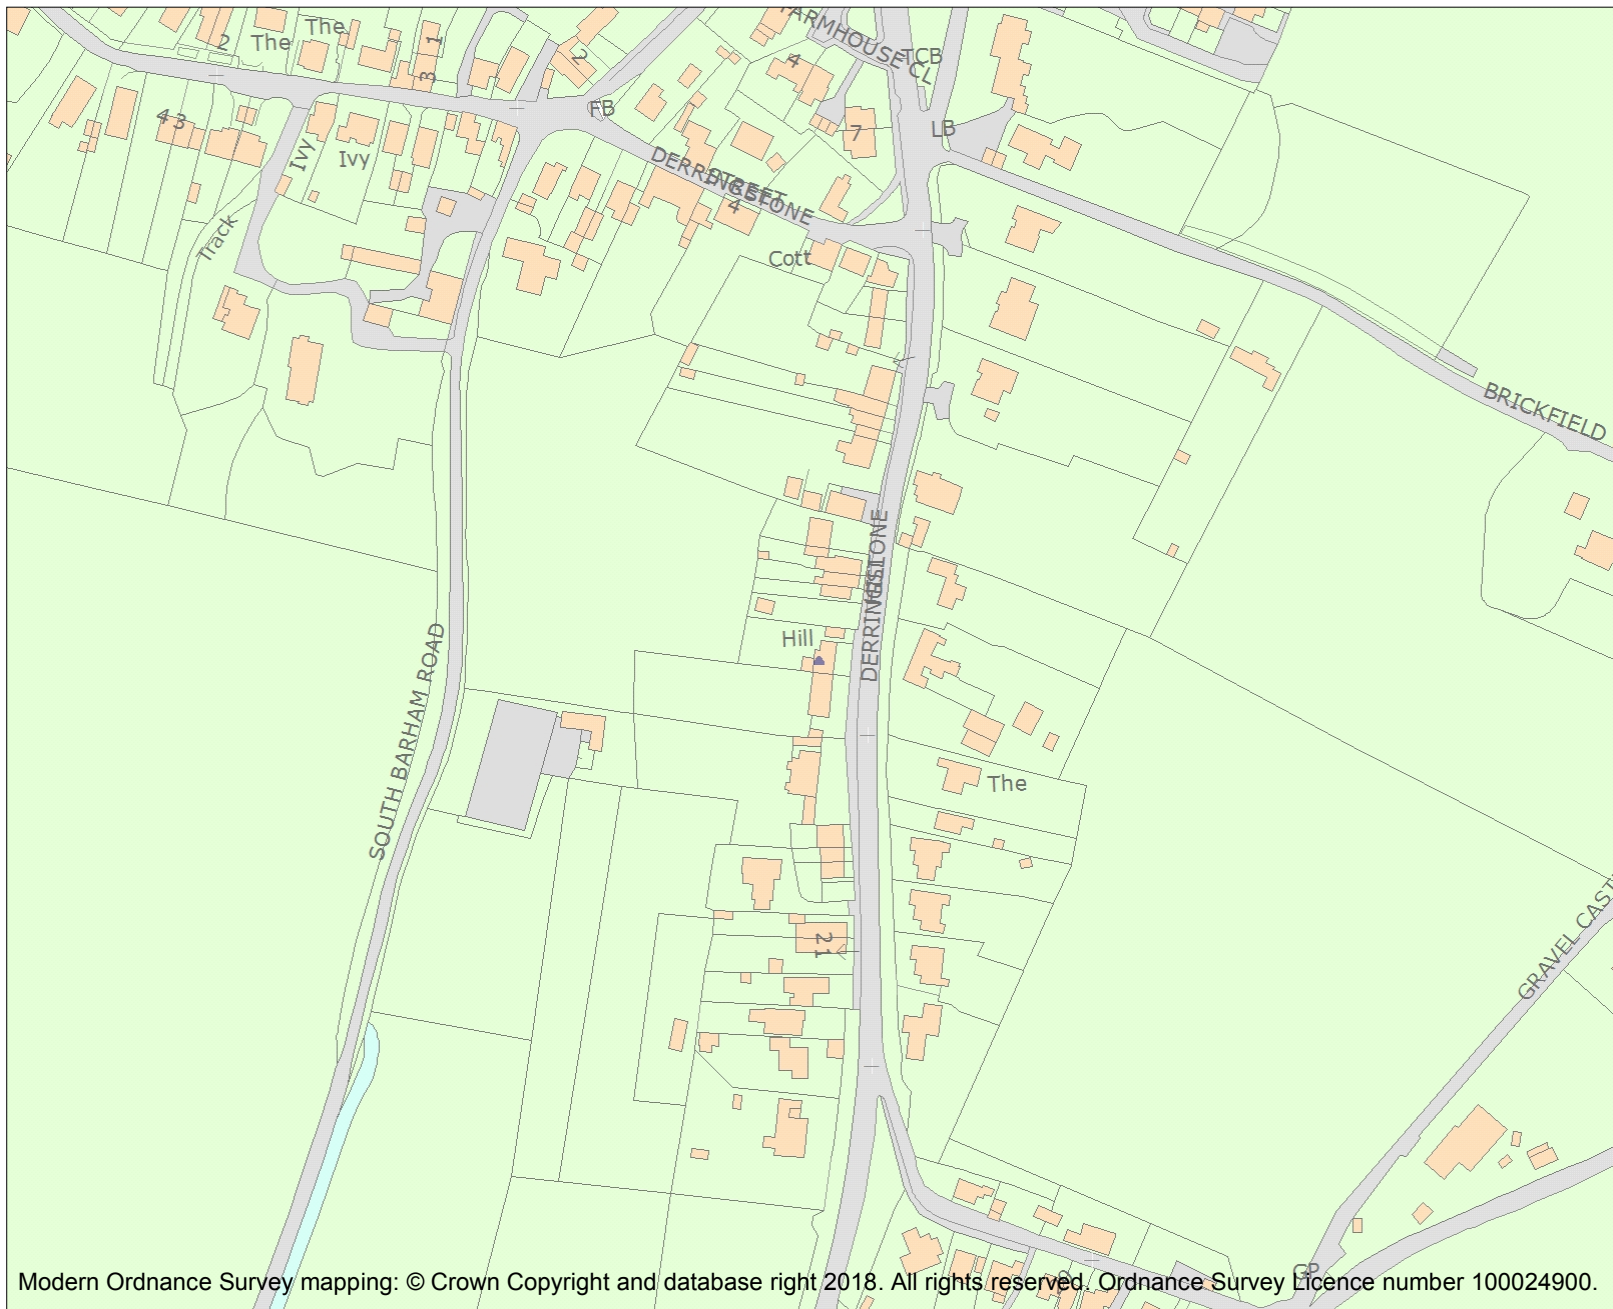 The
The
2
1
3
2
4 3
Ivy
Ivy
FB
FARMHOUSE CL
TCB
4
LB
7
DERRINGSTONE
STREET
4
Cott
Track
BRICKFIELD
DERRINGSTONE
HILL
Hill
SOUTH BARHAM ROAD
The
21
GRAVEL CAST
GP
Modern Ordnance Survey mapping: © Crown Copyright and database right 2018. All rights reserved. Ordnance Survey Licence number 100024900.